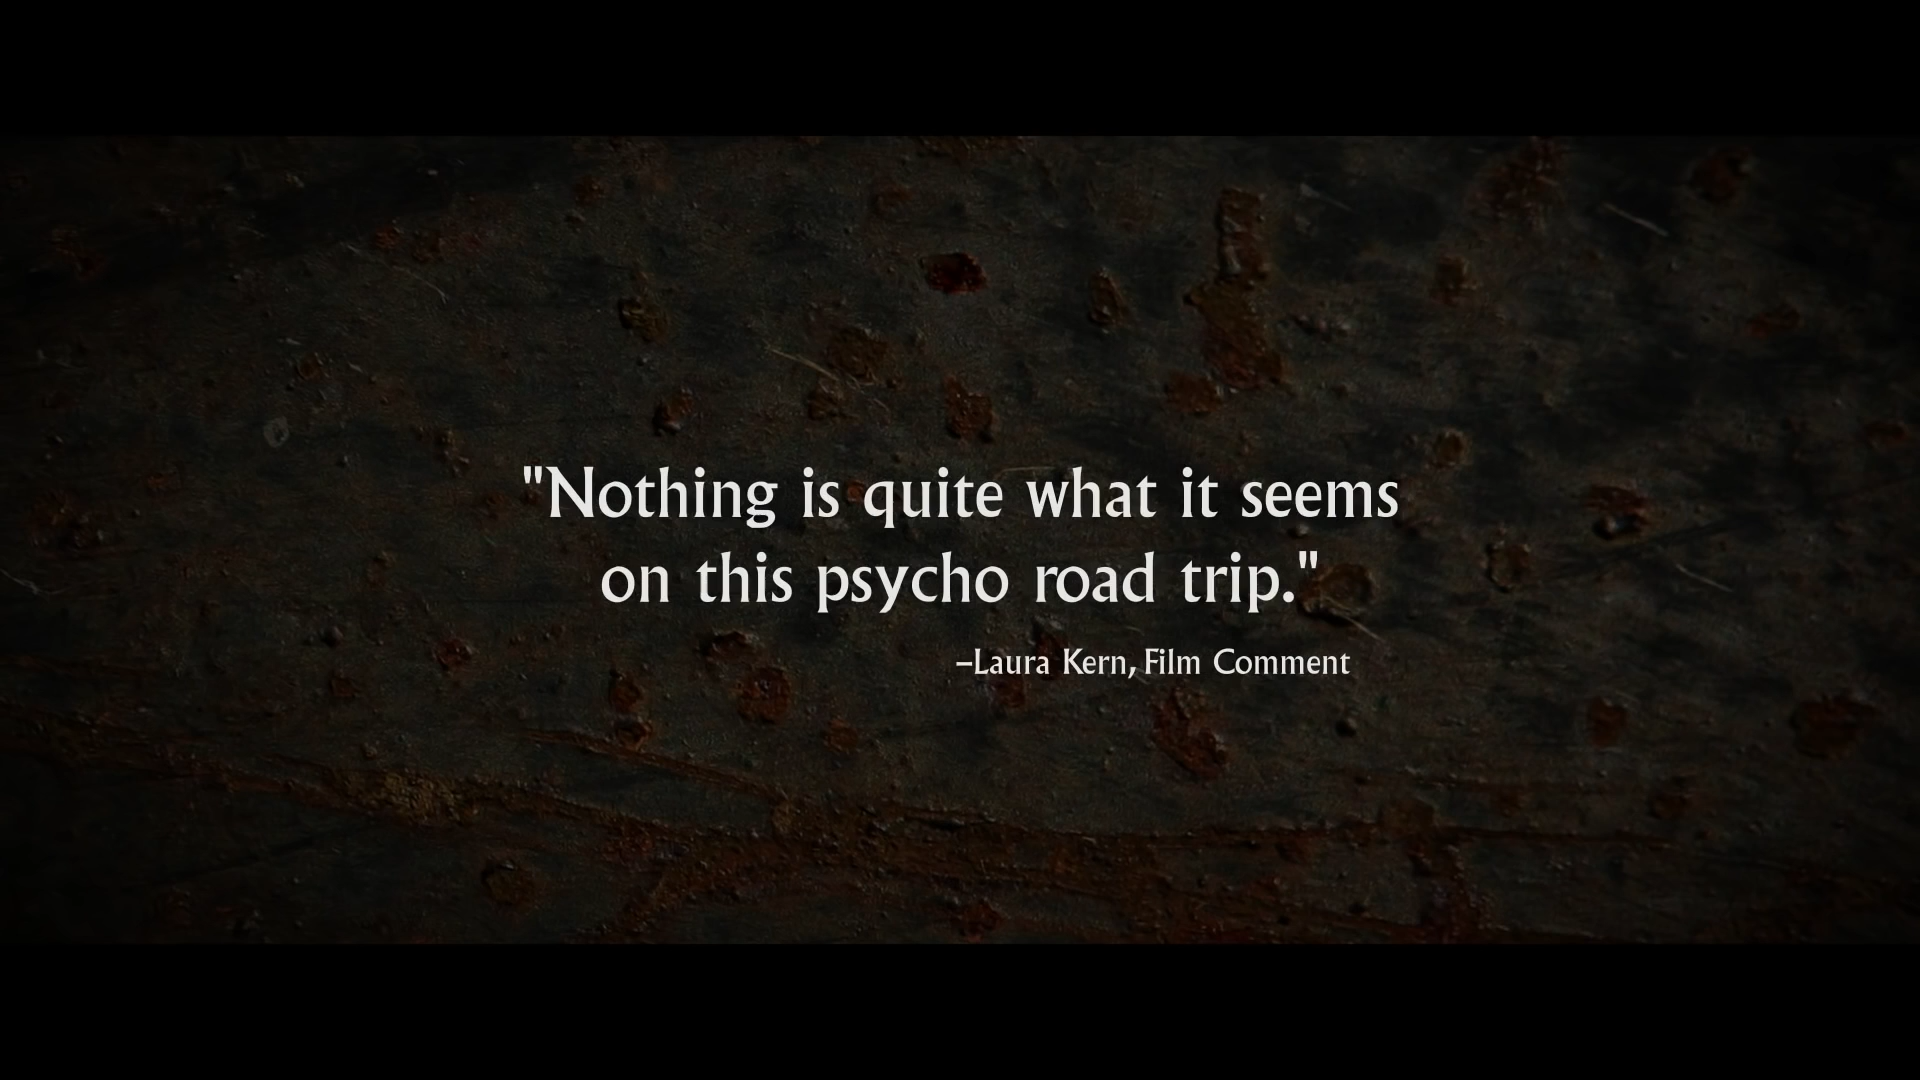 "Nothing is quite what it seems
on this psycho road trip."
–Laura Kern, Film Comment